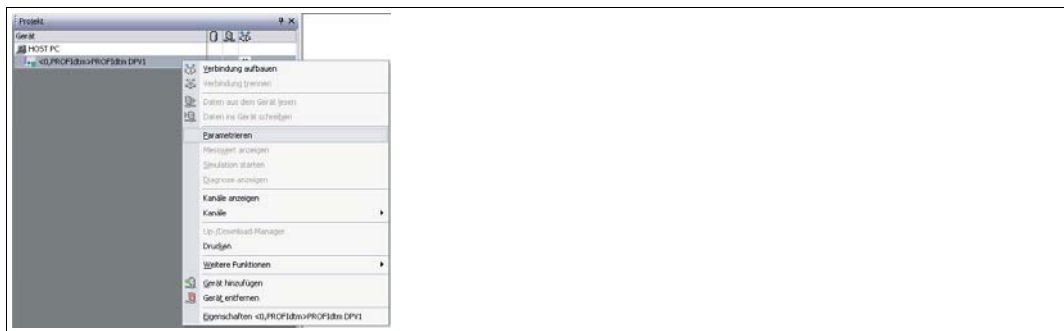 Projekt
Gerät
HOST PC
<0,PROFIdtm>PROFIdtm DPV1
Verbindung aufbauen
Verbindung trennen
Daten aus dem Gerät lesen
Daten ins Gerät schreiben
Parametrieren
Messwert anzeigen
Simulation starten
Diagnose anzeigen
Kanäle anzeigen
Kanäle
Up-/Download-Manager
Drucken
Weitere Funktionen
Gerät hinzufügen
Gerät entfernen
Eigenschaften <0,PROFIdtm>PROFIdtm DPV1